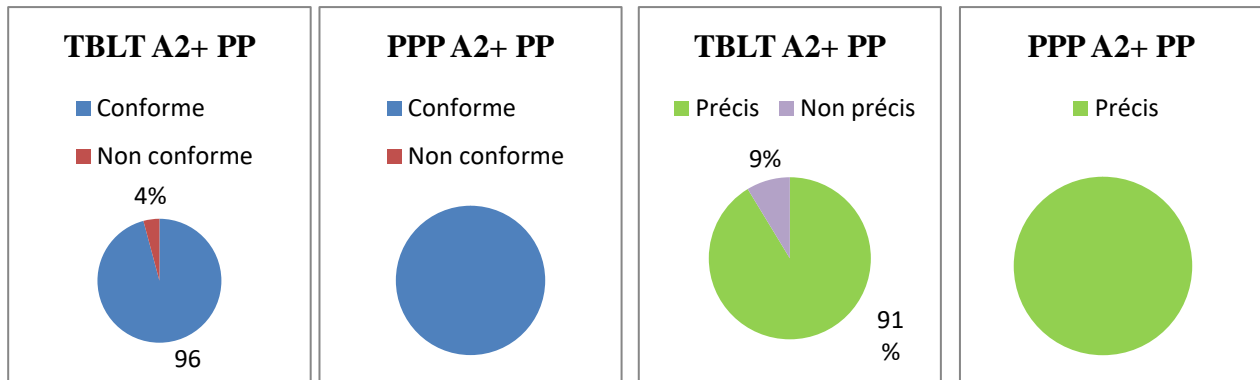 TBLT A2+ PP
Conforme
Non conforme
4%
96
PPP A2+ PP
Conforme
Non conforme
TBLT A2+ PP
Précis Non précis
9%
91
%
PPP A2+ PP
Précis